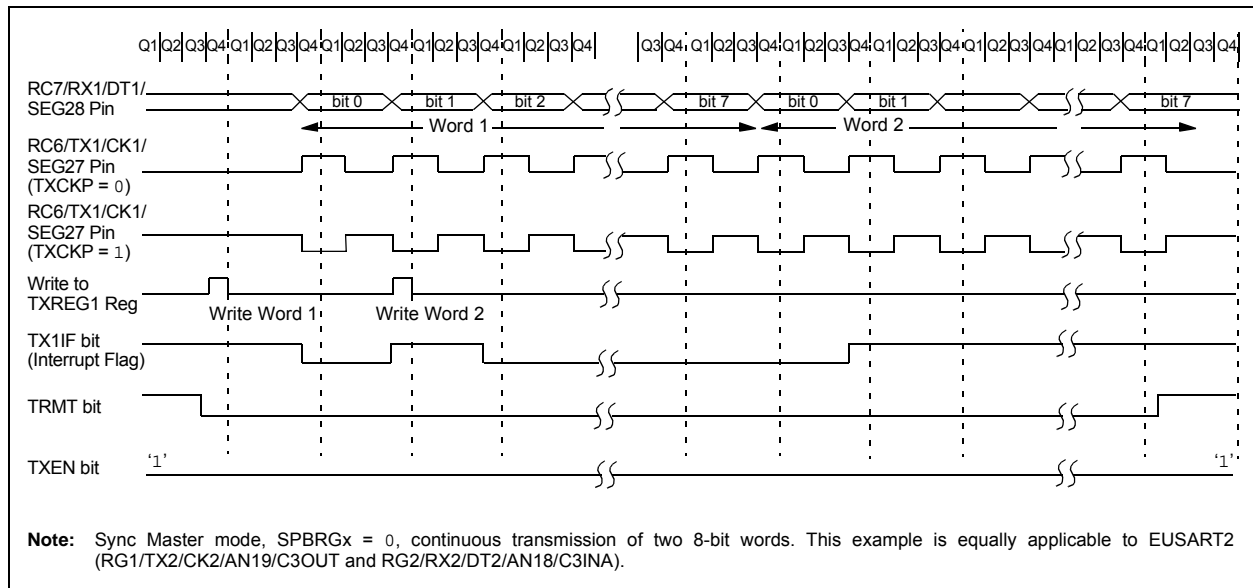 Q1 Q2 Q3 Q4 Q1 Q2 Q3 Q4 Q1 Q2 Q3 Q4 Q1 Q2 Q3 Q4 Q1 Q2 Q3 Q4 Q3 Q4 Q1 Q2 Q3 Q4 Q1 Q2 Q3 Q4 Q1 Q2 Q3 Q4 Q1 Q2 Q3 Q4 Q1 Q2 Q3 Q4 Q1 Q2 Q3 Q4
RC7/RX1/DT1/
SEG28 Pin
bit 0 bit 1 bit 2 bit 7 bit 0 bit 1 bit 7
Word 1 Word 2
RC6/TX1/CK1/
SEG27 Pin
(TXCKP = 0)
RC6/TX1/CK1/
SEG27 Pin
(TXCKP = 1)
Write to
TXREG1 Reg
Write Word 1 Write Word 2
TX1IF bit
(Interrupt Flag)
TRMT bit
TXEN bit
‘1’ ‘1’
Note: Sync Master mode, SPBRGx = 0, continuous transmission of two 8-bit words. This example is equally applicable to EUSART2
(RG1/TX2/CK2/AN19/C3OUT and RG2/RX2/DT2/AN18/C3INA).